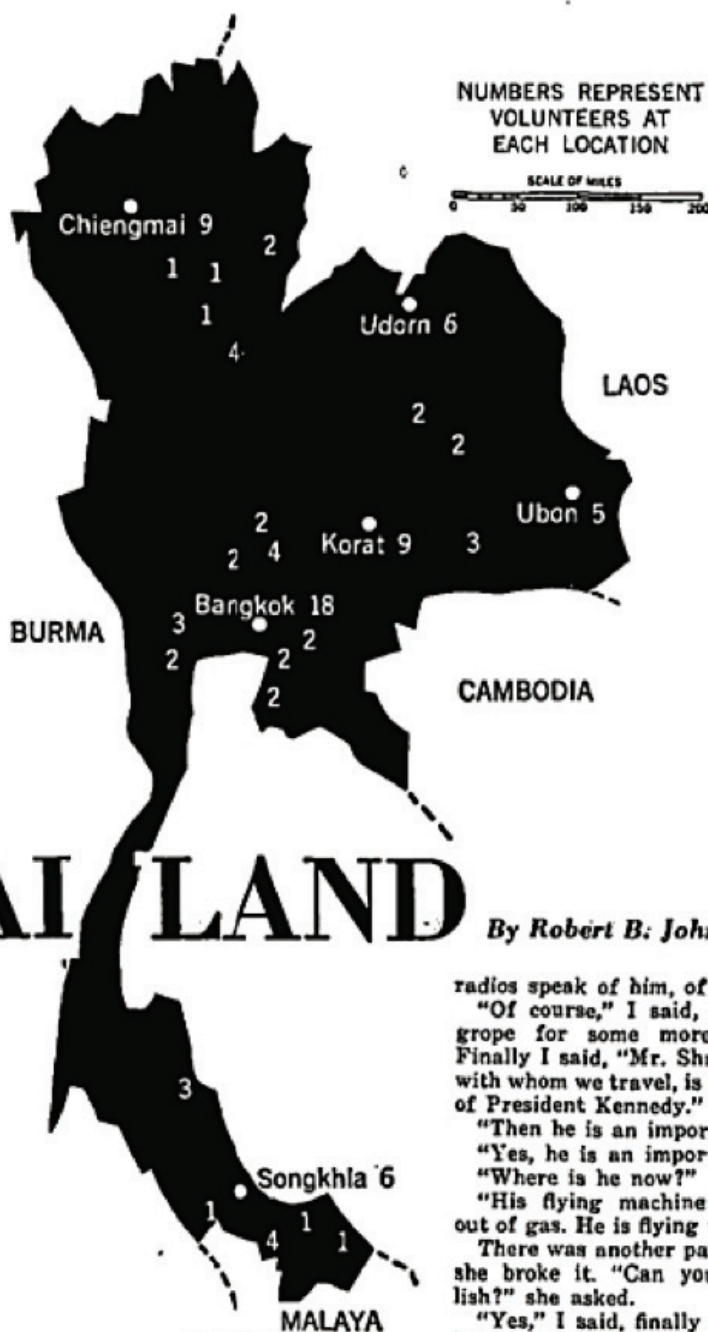 NUMBERS REPRESENT
VOLUNTEERS AT
EACH LOCATION
SCALE OF MILES
0 50 100 150 200
Chiengmai 9
2
1 1
1
4
Udorn 6
LAOS
2
2
Ubon 5
2
Korat 9
3
2 4
Bangkok 18
BURMA
3
2
2
2
2
CAMBODIA
AILAND
By Robert B. Joh
radios speak of him, of
"Of course," I said,
grope for some more
Finally I said, "Mr. Sh
with whom we travel, is
of President Kennedy."
"Then he is an impor
"Yes, he is an impor
"Where is he now?"
"His flying machine
out of gas. He is flying
There was another pa
she broke it. "Can yo
lish?" she asked.
"Yes," I said, finally
3
Songkhla 6
1
4
1
1
MALAYA